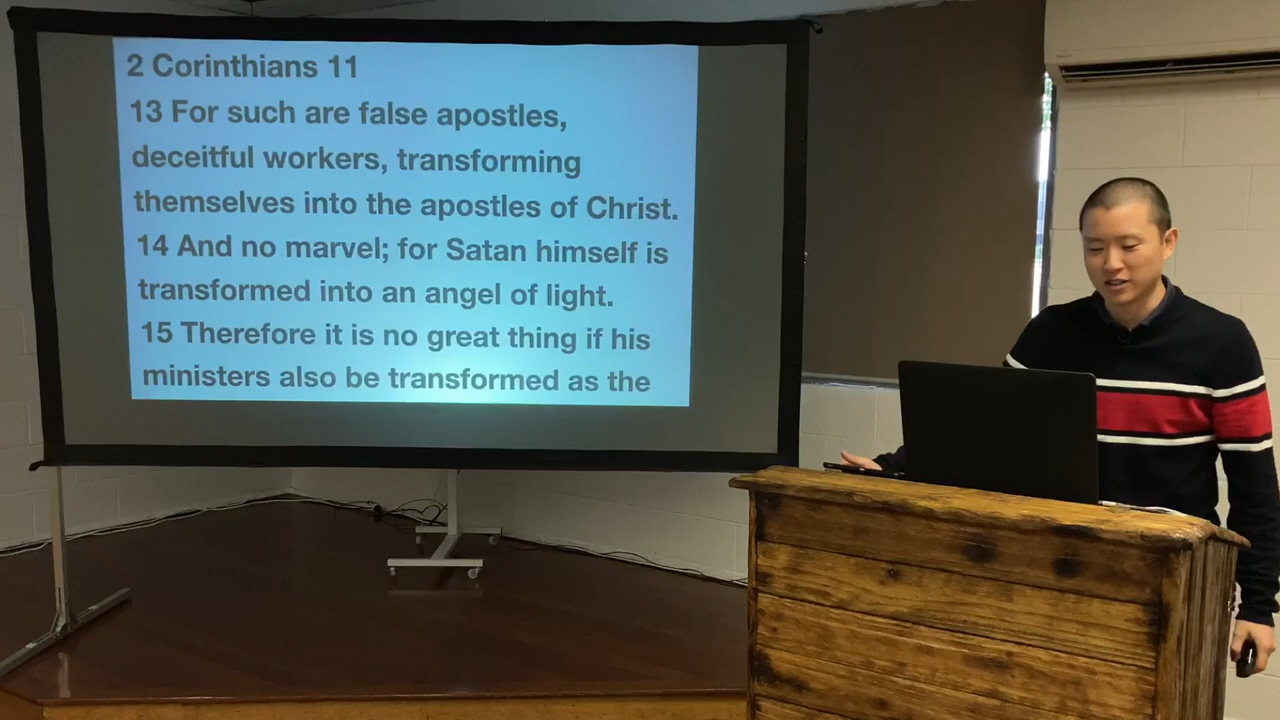 2 Corinthians 11
13 For such are false apostles,
deceitful workers, transforming
themselves into the apostles of Christ.
14 And no marvel; for Satan himself is
transformed into an angel of light.
15 Therefore it is no great thing if his
ministers also be transformed as the